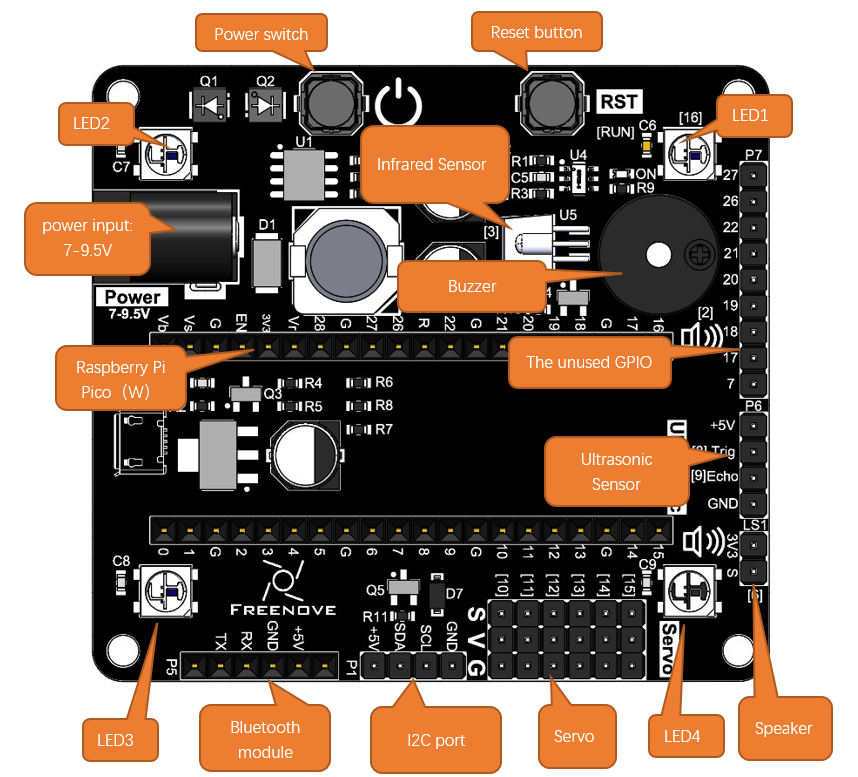 Power switch
Reset button
Q1
Q2
RST
LED2
[16]
LED1
C6
[RUN]
C7
U1
Infrared Sensor
R1
U4
P7
C5
ON
27
R3
R9
26
power input:
7-9.5V
D1
U5
[3]
22
21
Buzzer
20
Power
7-9.5V
19
[2]
18
Vb
Vs
G
EN
3V3
Vr
28
G
27
26
R
22
G
21
20
19
18
G
17
16
17
7
Raspberry Pi
Pico（W）
The unused GPIO
R4
R6
Q3
R5
R8
R7
P6
+5V
Ultrasonic
Sensor
Trig
[9]Echo
GND
LS1
3V3
S
0
1
G
2
3
4
5
G
6
7
8
9
G
10
11
12
13
G
14
15
C8
C9
FREENOVE
Q5
D7
R11
[10]
[11]
[12]
[13]
[14]
[15]
S
V
G
Servo
P5
TX
RX
GND
+5V
P1
+5V
SDA
SCL
GND
LED3
Bluetooth
module
I2C port
Servo
LED4
Speaker